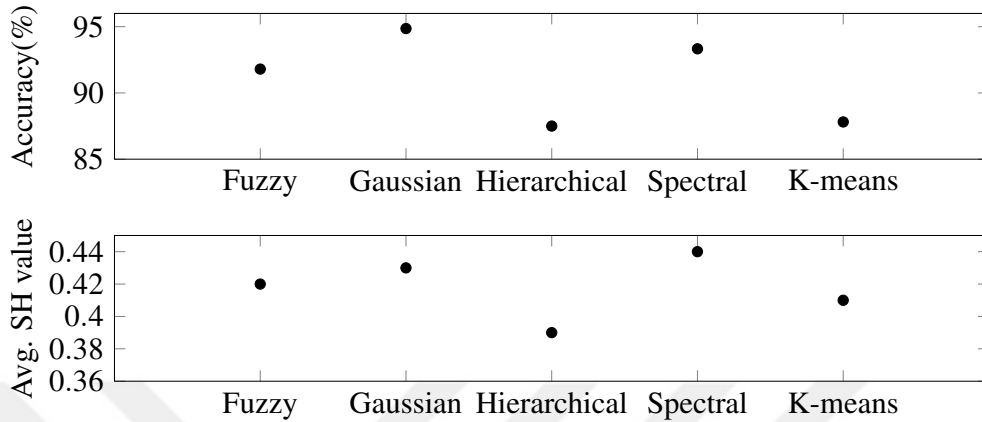 Accuracy(%)
95
90
85
Fuzzy Gaussian Hierarchical Spectral K-means
Avg. SH value
0.44
0.42
0.4
0.38
0.36
Fuzzy Gaussian Hierarchical Spectral K-means